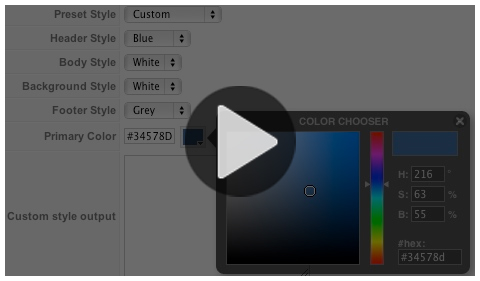 Preset Style Custom
Header Style Blue
Body Style White
Background Style White
Footer Style Grey
Primary Color #34578D
COLOR CHOOSER
H: 216 °
S: 63 %
B: 55 %
#hex:
#34578d
Custom style output